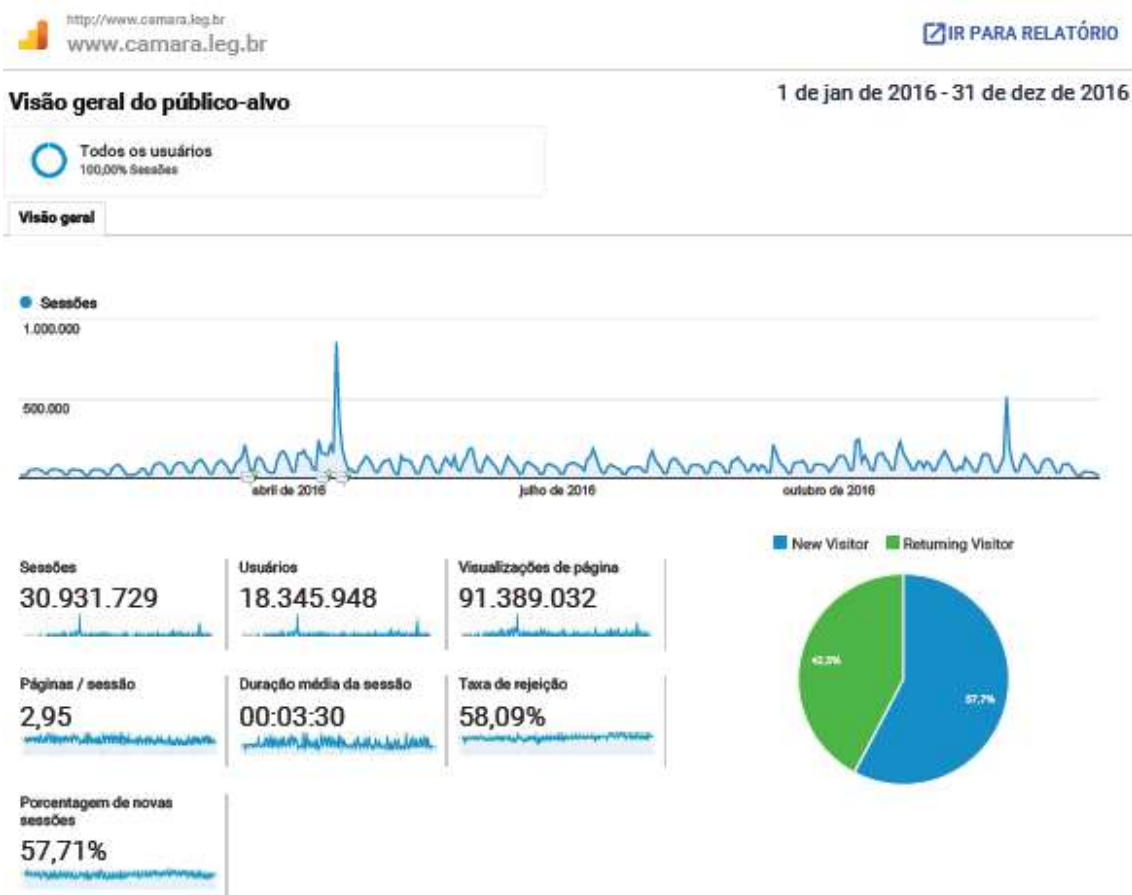 http://www.camara.leg.br
www.camara.leg.br
IR PARA RELATÓRIO
Visão geral do público-alvo
1 de jan de 2016 - 31 de dez de 2016
Todos os usuários
100,00% Sessões
Visão geral
Sessões
1.000.000
500.000
abril de 2016
julho de 2016
outubro de 2016
New Visitor
Returning Visitor
Sessões
Usuários
Visualizações de página
30.931.729
18.345.948
91.389.032
42,3%
57,7%
Páginas / sessão
Duração média da sessão
Taxa de rejeição
2,95
00:03:30
58,09%
Porcentagem de novas
sessões
57,71%